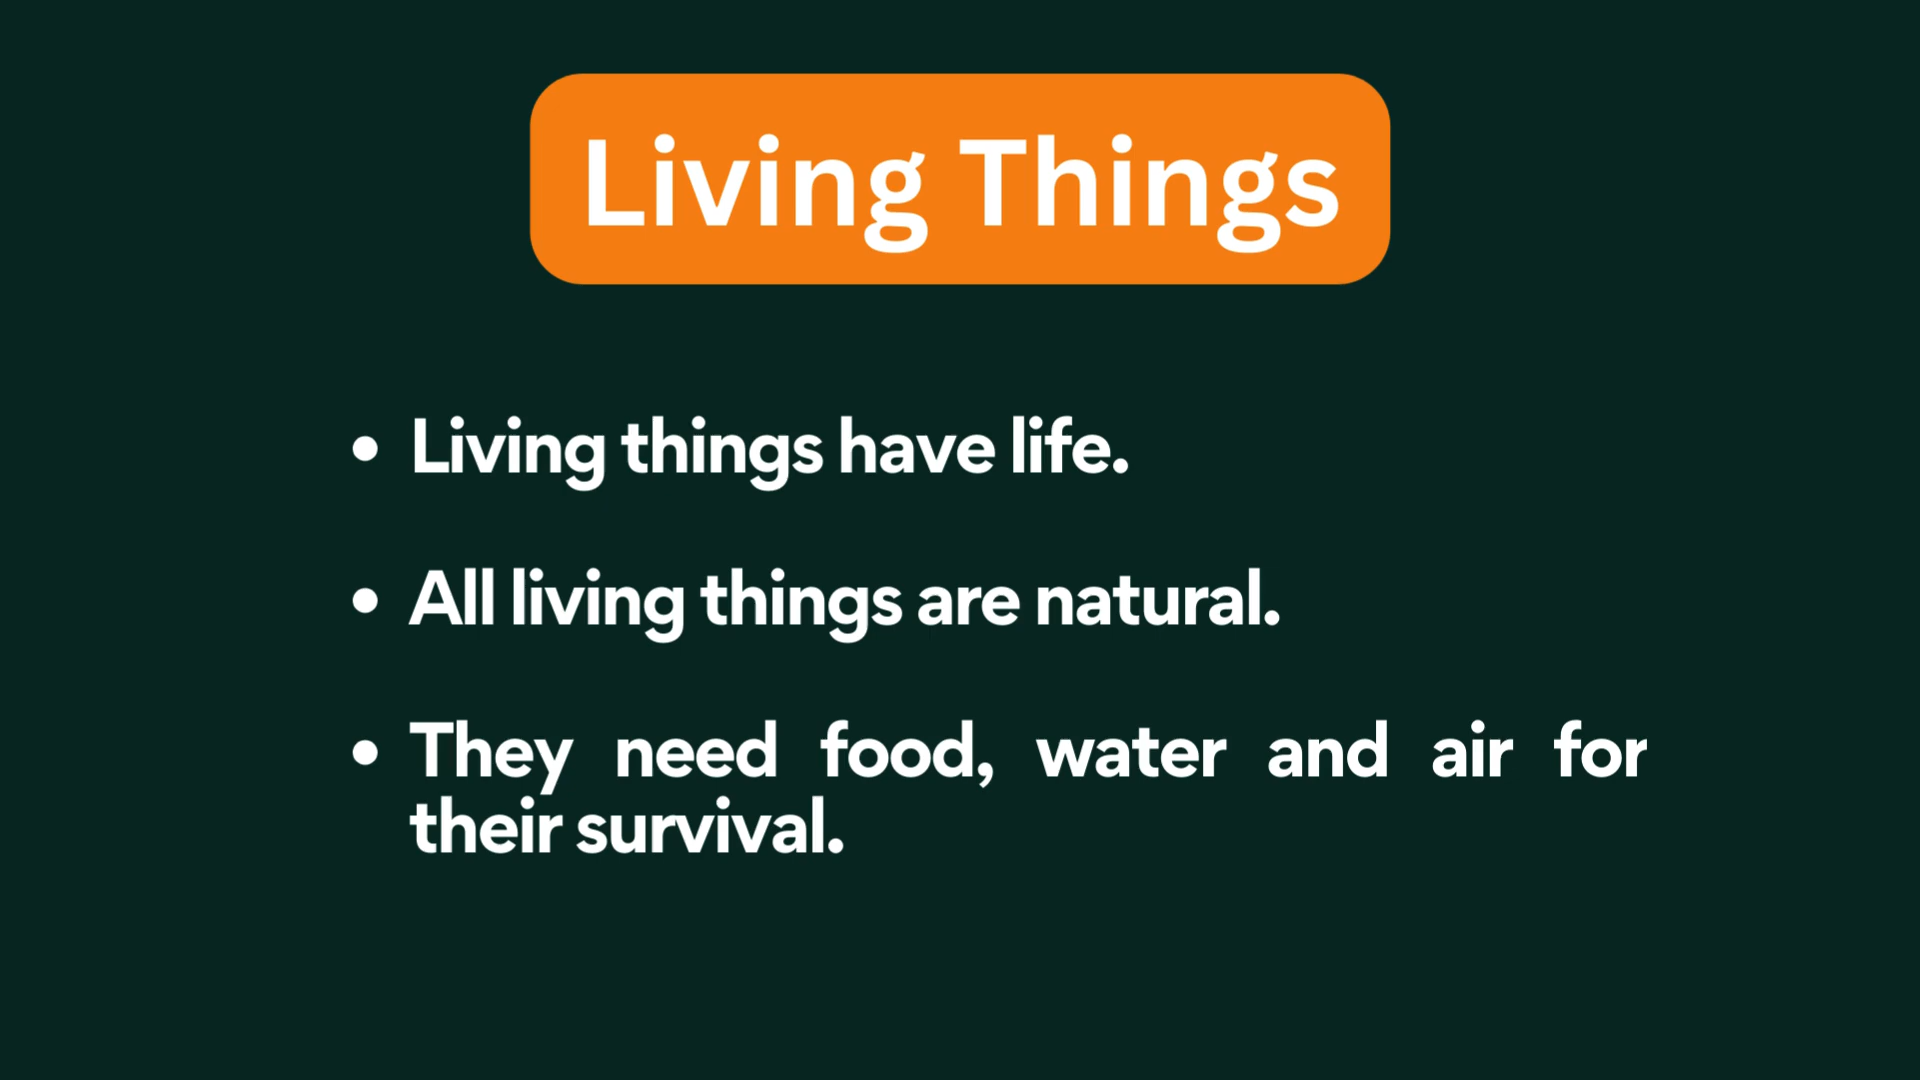 Living Things
• Living things have life.
• All living things are natural.
• They need food, water and air for
their survival.